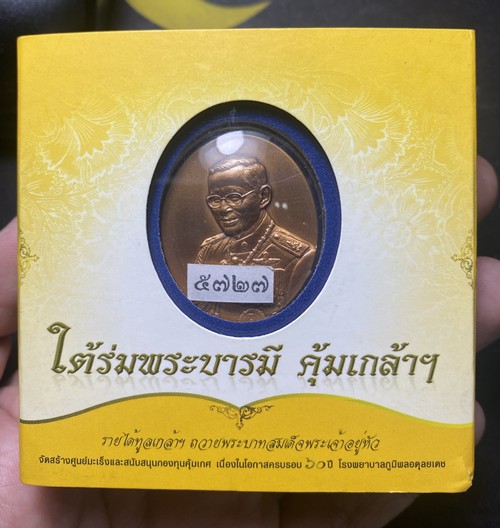 ๕๗๒๗
ใต้ร่มพระบารมี คุ้มเกล้าฯ
รายได้ทูลเกล้าฯ ถวายพระบาทสมเด็จพระเจ้าอยู่หัว
จัดสร้างศูนย์มะเร็งและสนับสนุนกองทุนคุ้มเกศ เนื่องในโอกาสครบรอบ ๖๐ ปี โรงพยาบาลภูมิพลอดุลยเดช